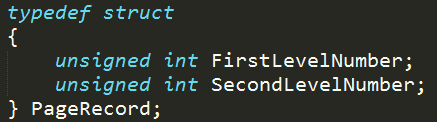 typedef struct
{
    unsigned int FirstLevelNumber;
    unsigned int SecondLevelNumber;
} PageRecord;